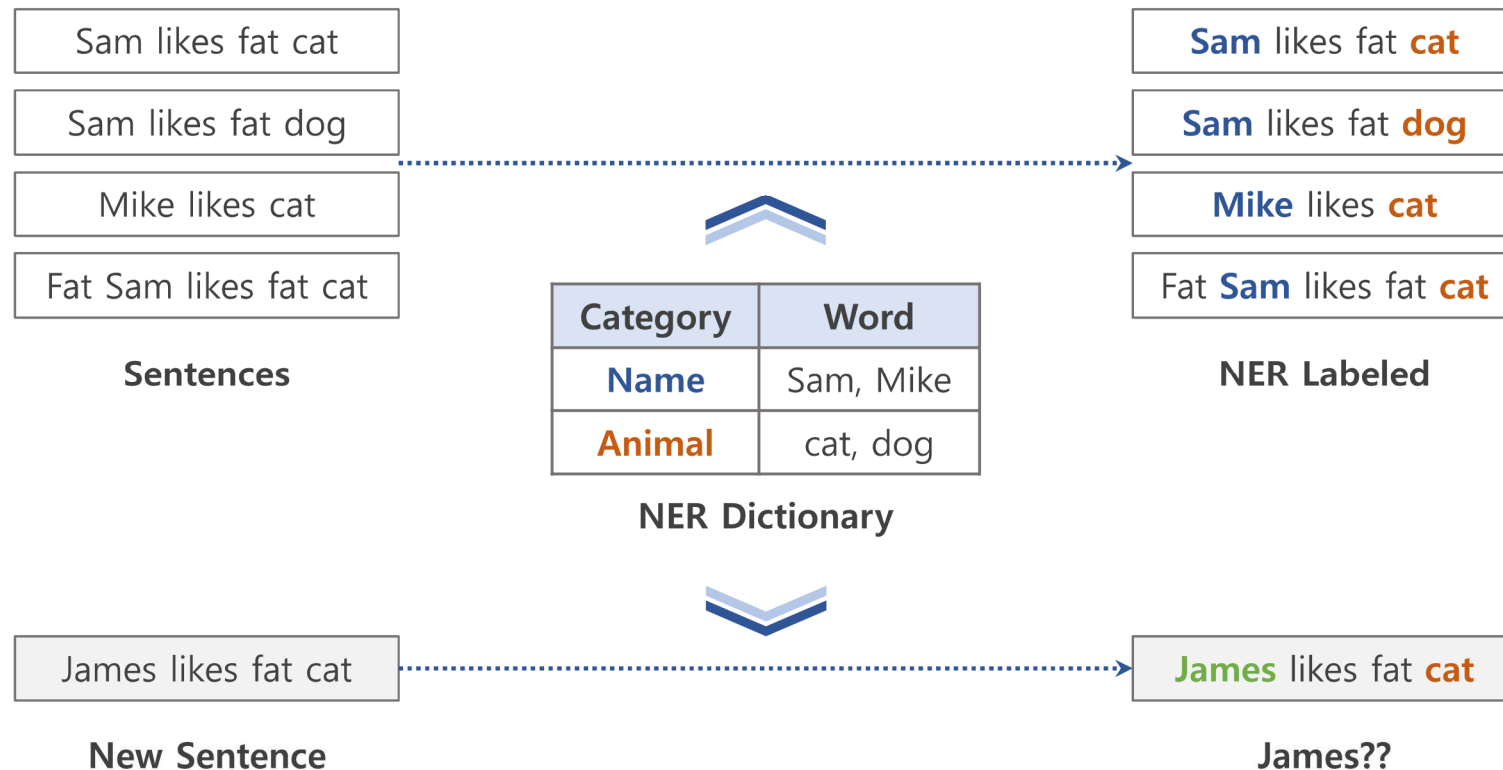 Sam likes fat cat
Sam likes fat dog
Mike likes cat
Fat Sam likes fat cat
Sentences
Category Word
Name Sam, Mike
Animal cat, dog
NER Dictionary
Sam likes fat cat
Sam likes fat dog
Mike likes cat
Fat Sam likes fat cat
NER Labeled
James likes fat cat
New Sentence
James likes fat cat
James??